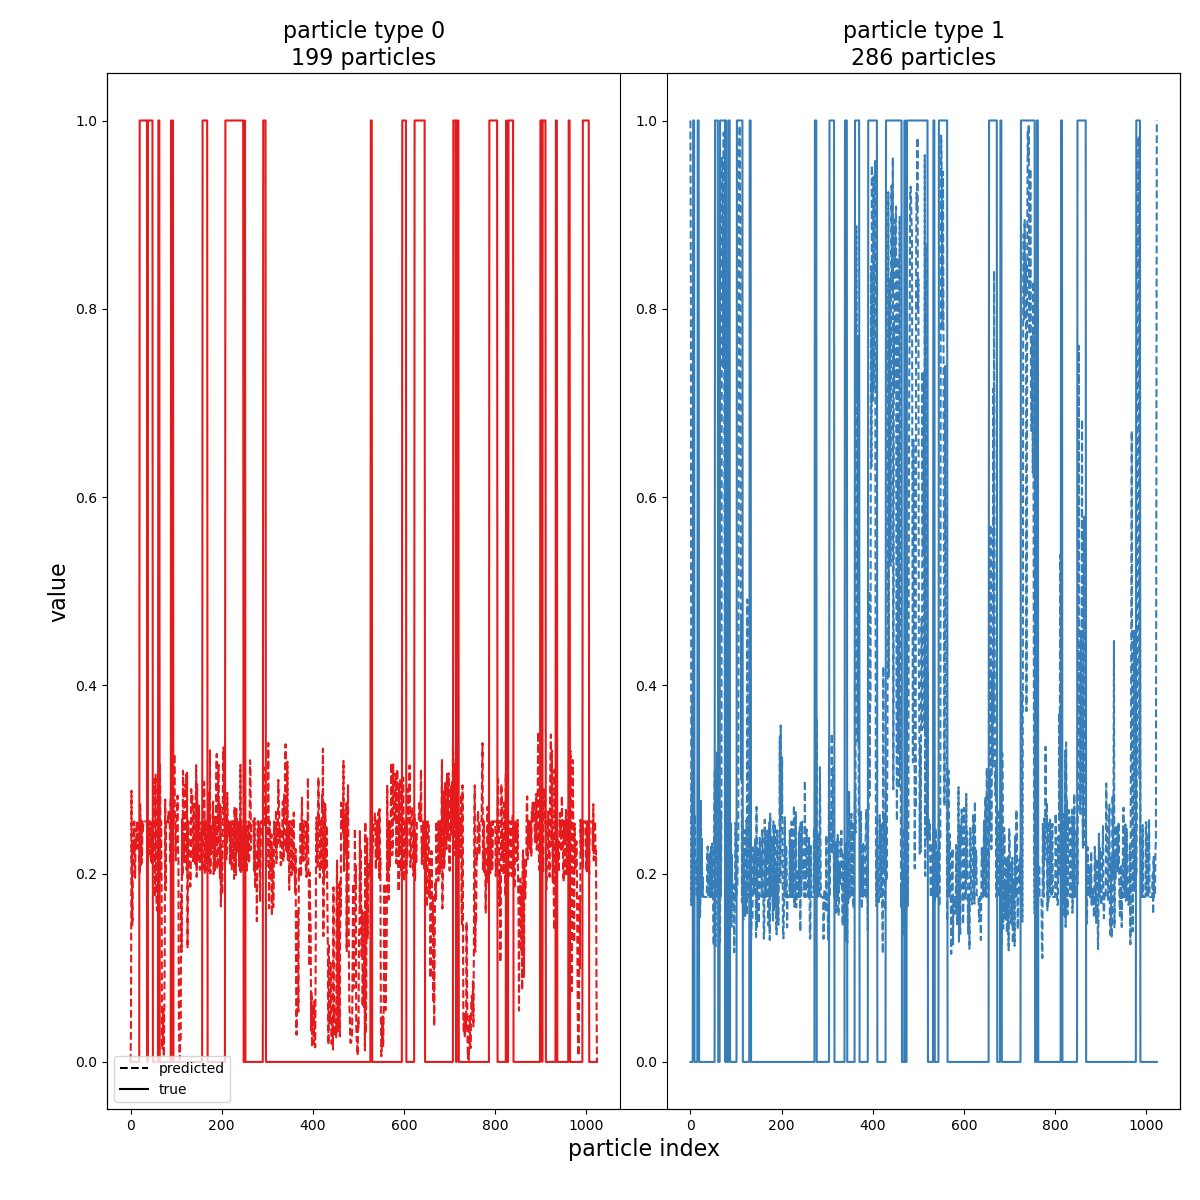 particle type 0
199 particles
particle type 1
286 particles
1.0
0.8
0.6
0.4
0.2
0.0
value
predicted
true
0 200 400 600 800 1000
1.0
0.8
0.6
0.4
0.2
0.0
0 200 400 600 800 1000
particle index